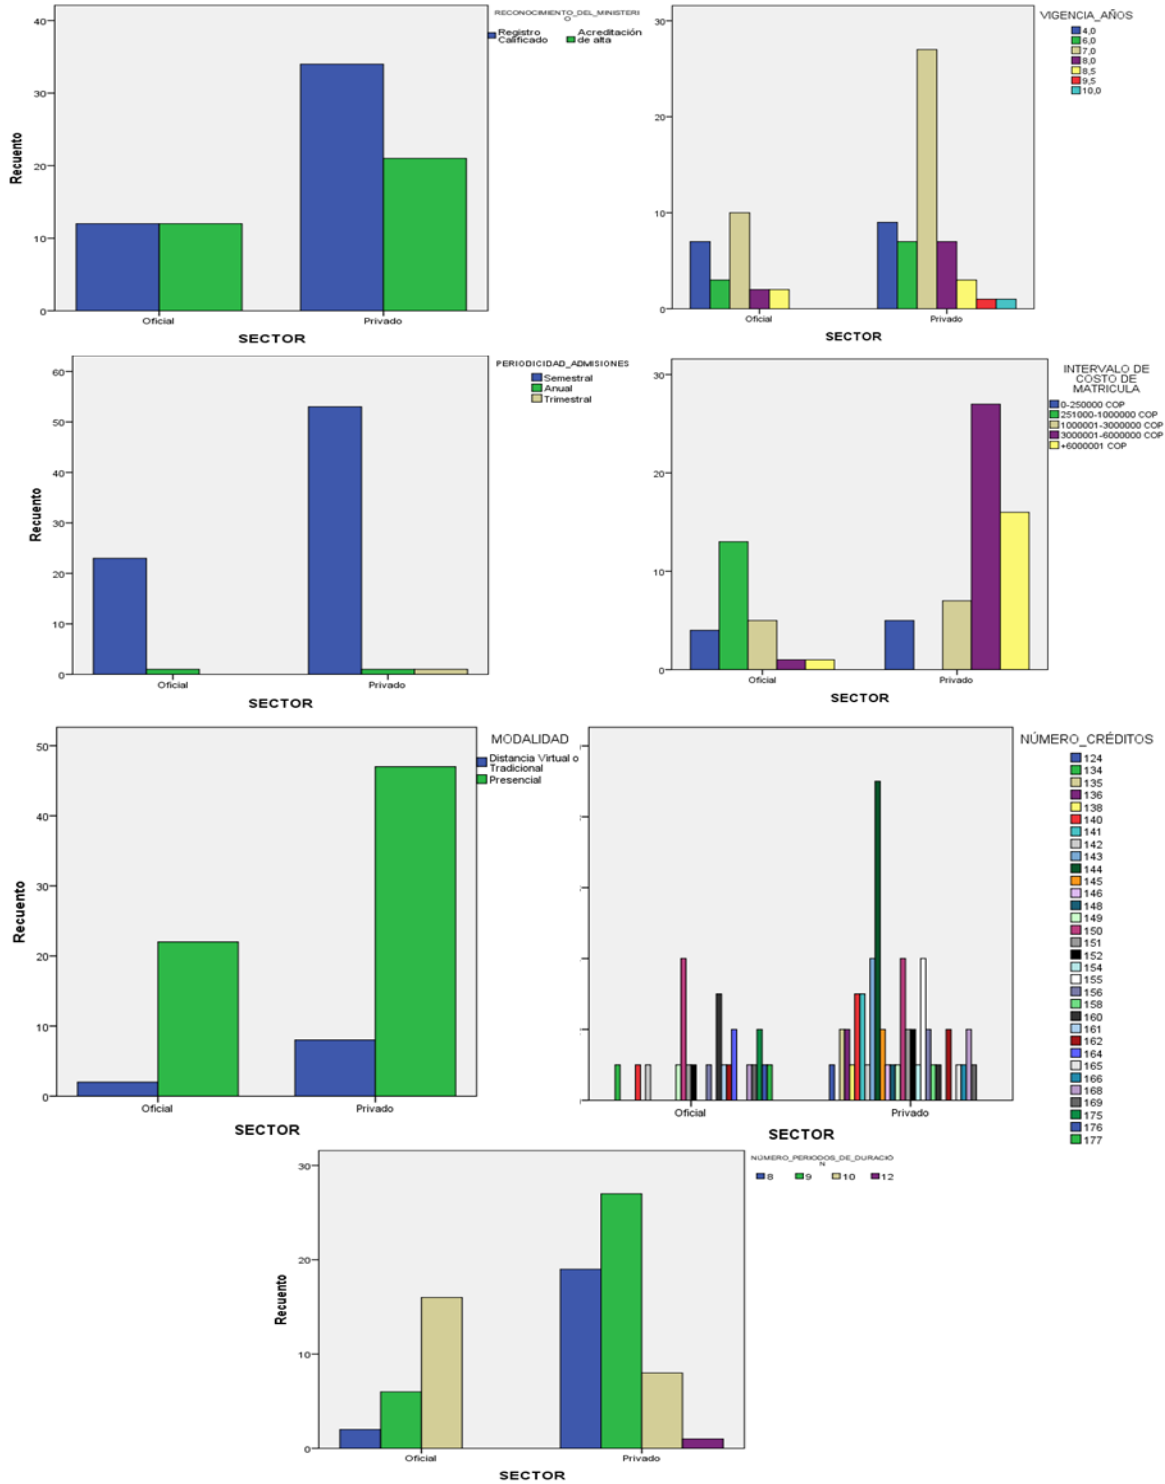 RECONOCIMIENTO_DEL_MINISTERI
O
Registro
Calificado
Acreditación
de alta
40
30
20
10
0
Recuento
Oficial
Privado
SECTOR
VIGENCIA_AÑOS
4,0
6,0
7,0
8,0
8,5
9,5
10,0
30
20
10
0
Oficial
Privado
SECTOR
PERIODICIDAD_ADMISIONES
Semestral
Anual
Trimestral
60
50
40
30
20
10
0
Recuento
Oficial
Privado
SECTOR
INTERVALO DE
COSTO DE
MATRICULA
0-250000 COP
251000-1000000 COP
1000001-3000000 COP
3000001-6000000 COP
+6000001 COP
30
20
10
0
Oficial
Privado
SECTOR
MODALIDAD
Distancia Virtual o
Tradicional
Presencial
50
40
30
20
10
0
Recuento
Oficial
Privado
SECTOR
NÚMERO_CRÉDITOS
124
134
135
136
138
140
141
142
143
144
145
146
148
149
150
151
152
154
155
156
158
160
161
162
164
165
166
168
169
175
176
177
Oficial
Privado
SECTOR
NÚMERO_PERIODOS_DE_DURACIÓ
N
8
9
10
12
30
20
10
0
Recuento
Oficial
Privado
SECTOR